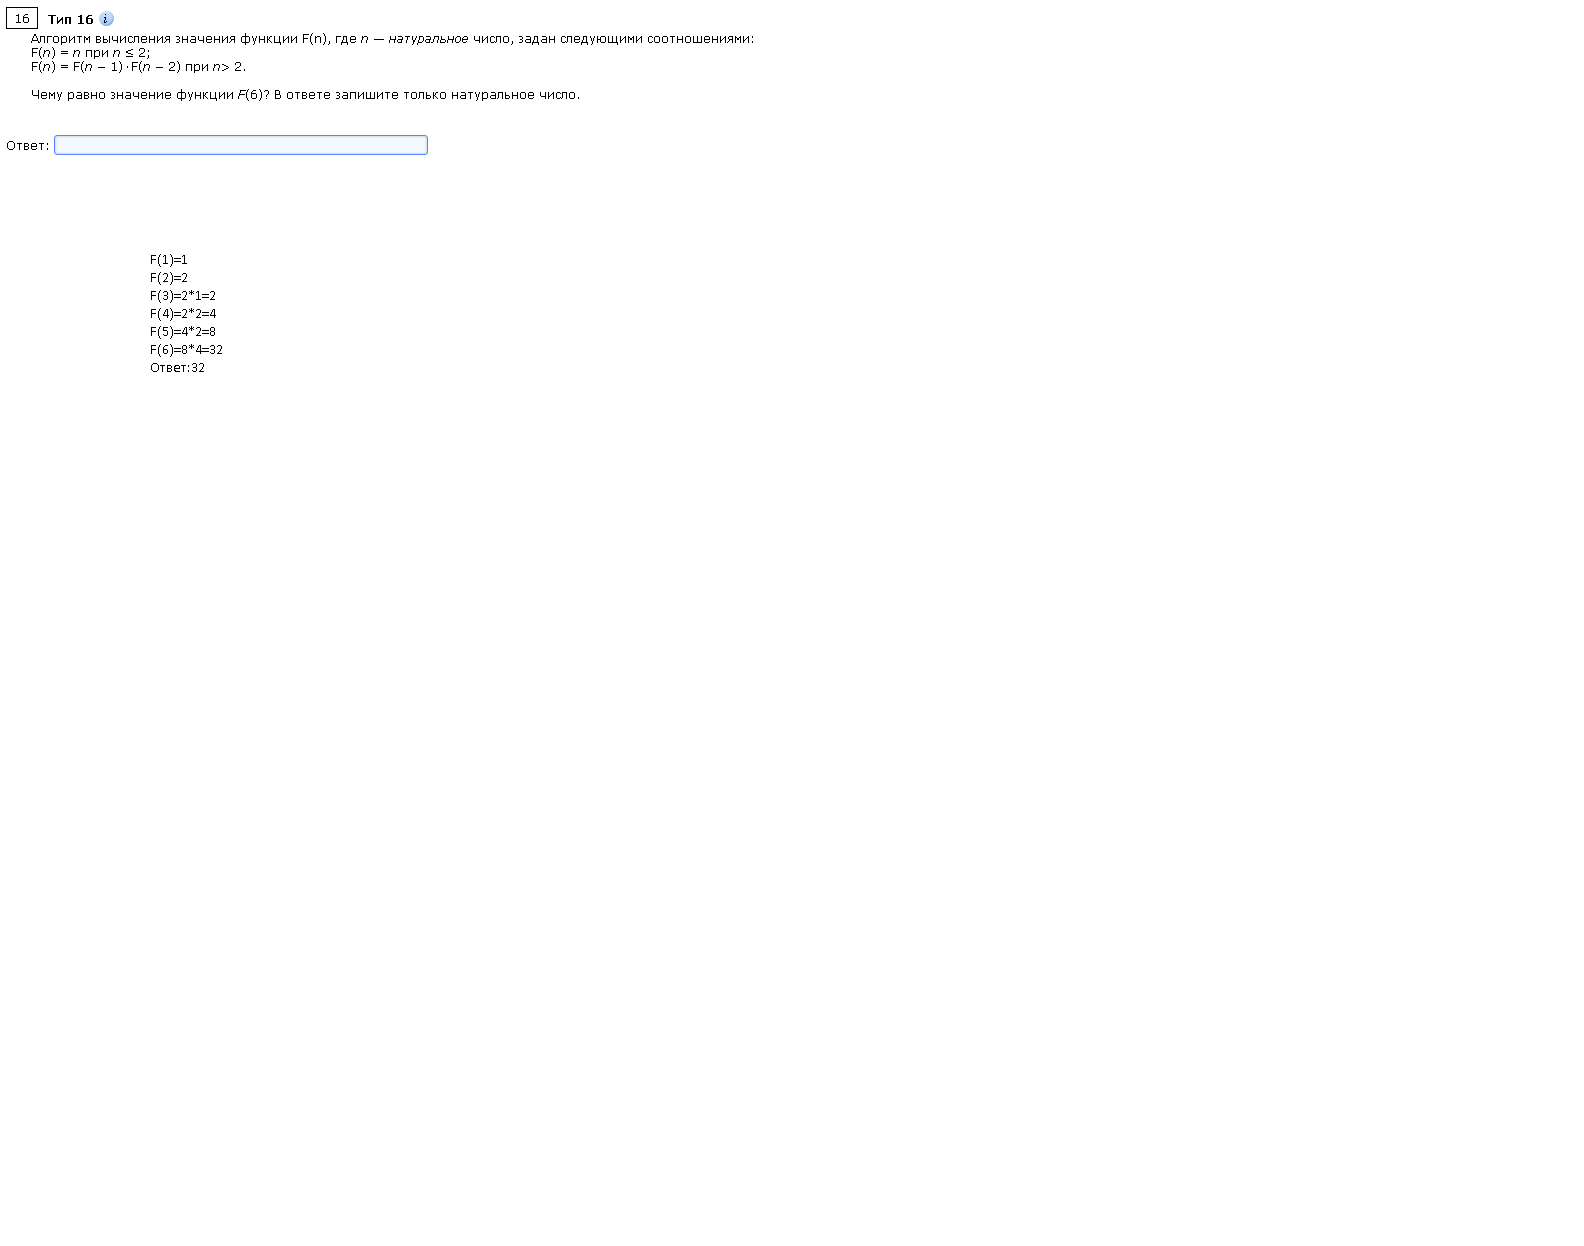 16 Тип 16 i
Алгоритм вычисления значения функции F(n), где n — натуральное число, задан следующими соотношениями:
F(n) = n при n ≤ 2;
F(n) = F(n − 1) · F(n − 2) при n> 2.
Чему равно значение функции F(6)? В ответе запишите только натуральное число.
Ответ:
F(1)=1
F(2)=2
F(3)=2*1=2
F(4)=2*2=4
F(5)=4*2=8
F(6)=8*4=32
Ответ:32